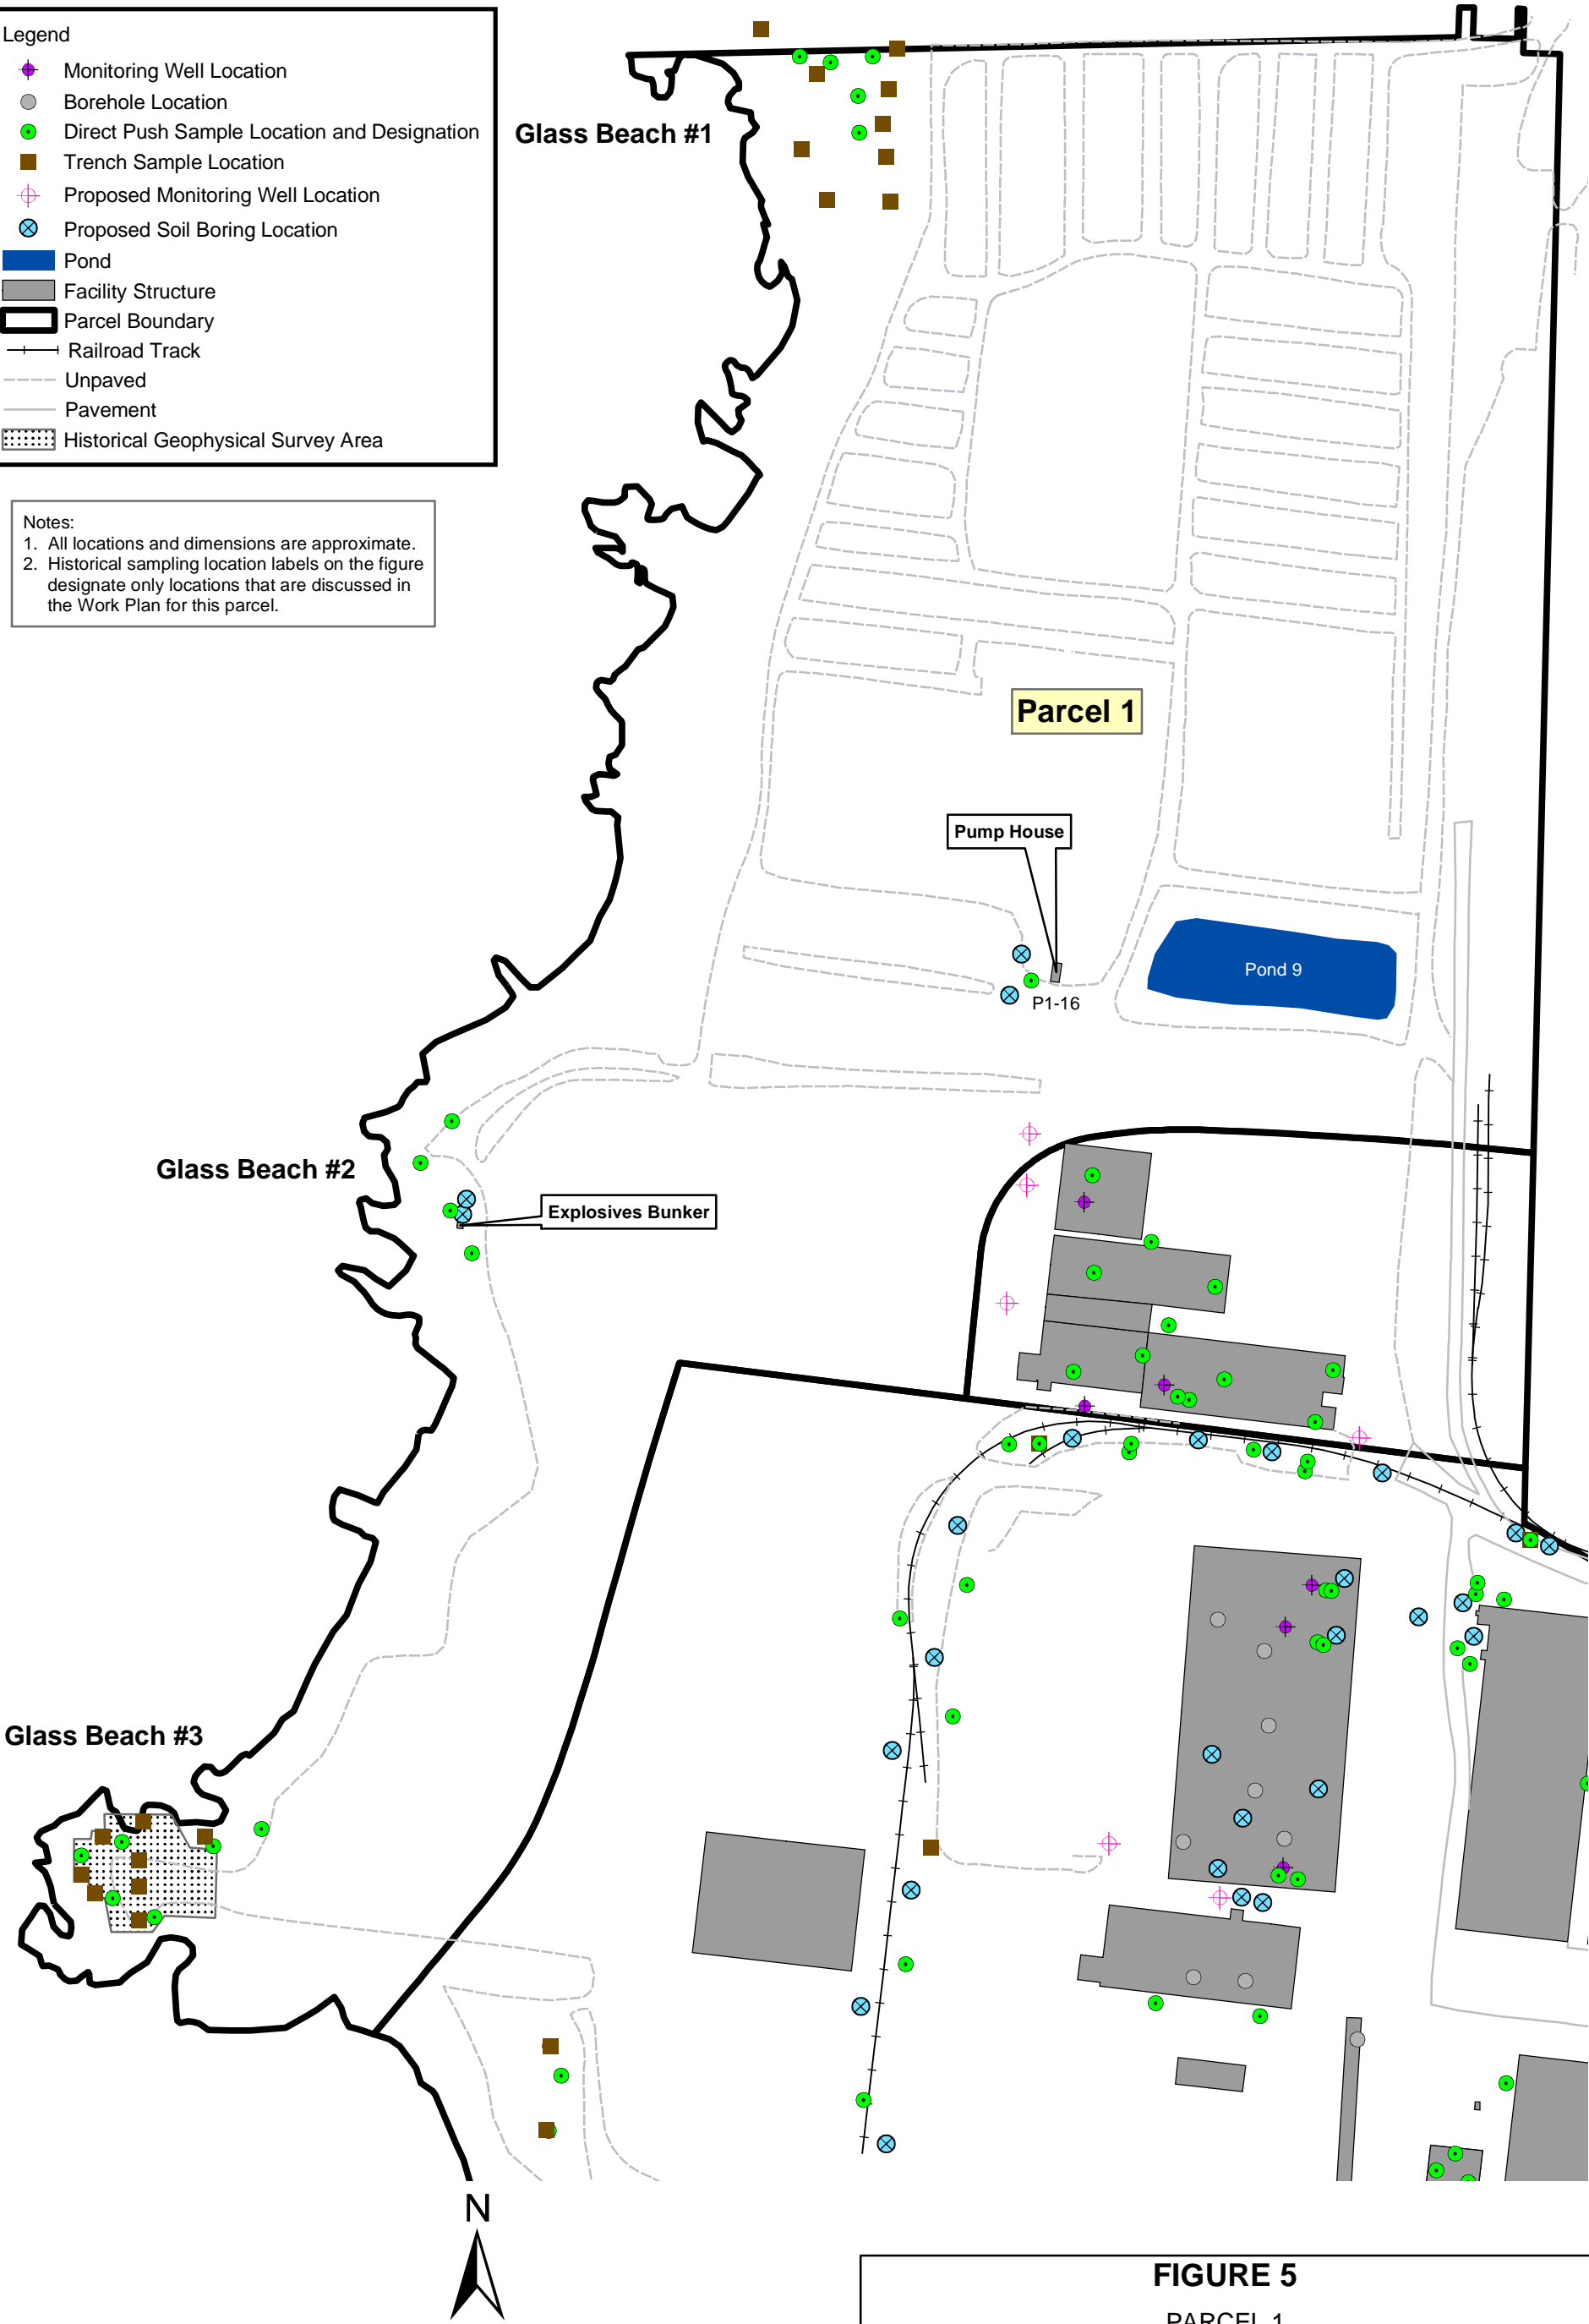 Legend
Monitoring Well Location
Borehole Location
Direct Push Sample Location and Designation
Trench Sample Location
Proposed Monitoring Well Location
Proposed Soil Boring Location
Pond
Facility Structure
Parcel Boundary
Railroad Track
Unpaved
Pavement
Historical Geophysical Survey Area
Notes:
1. All locations and dimensions are approximate.
2. Historical sampling location labels on the figure
designate only locations that are discussed in
the Work Plan for this parcel.
Glass Beach #1
Parcel 1
Pump House
Pond 9
P1-16
Glass Beach #2
Explosives Bunker
Glass Beach #3
N
FIGURE 5
PARCEL 1